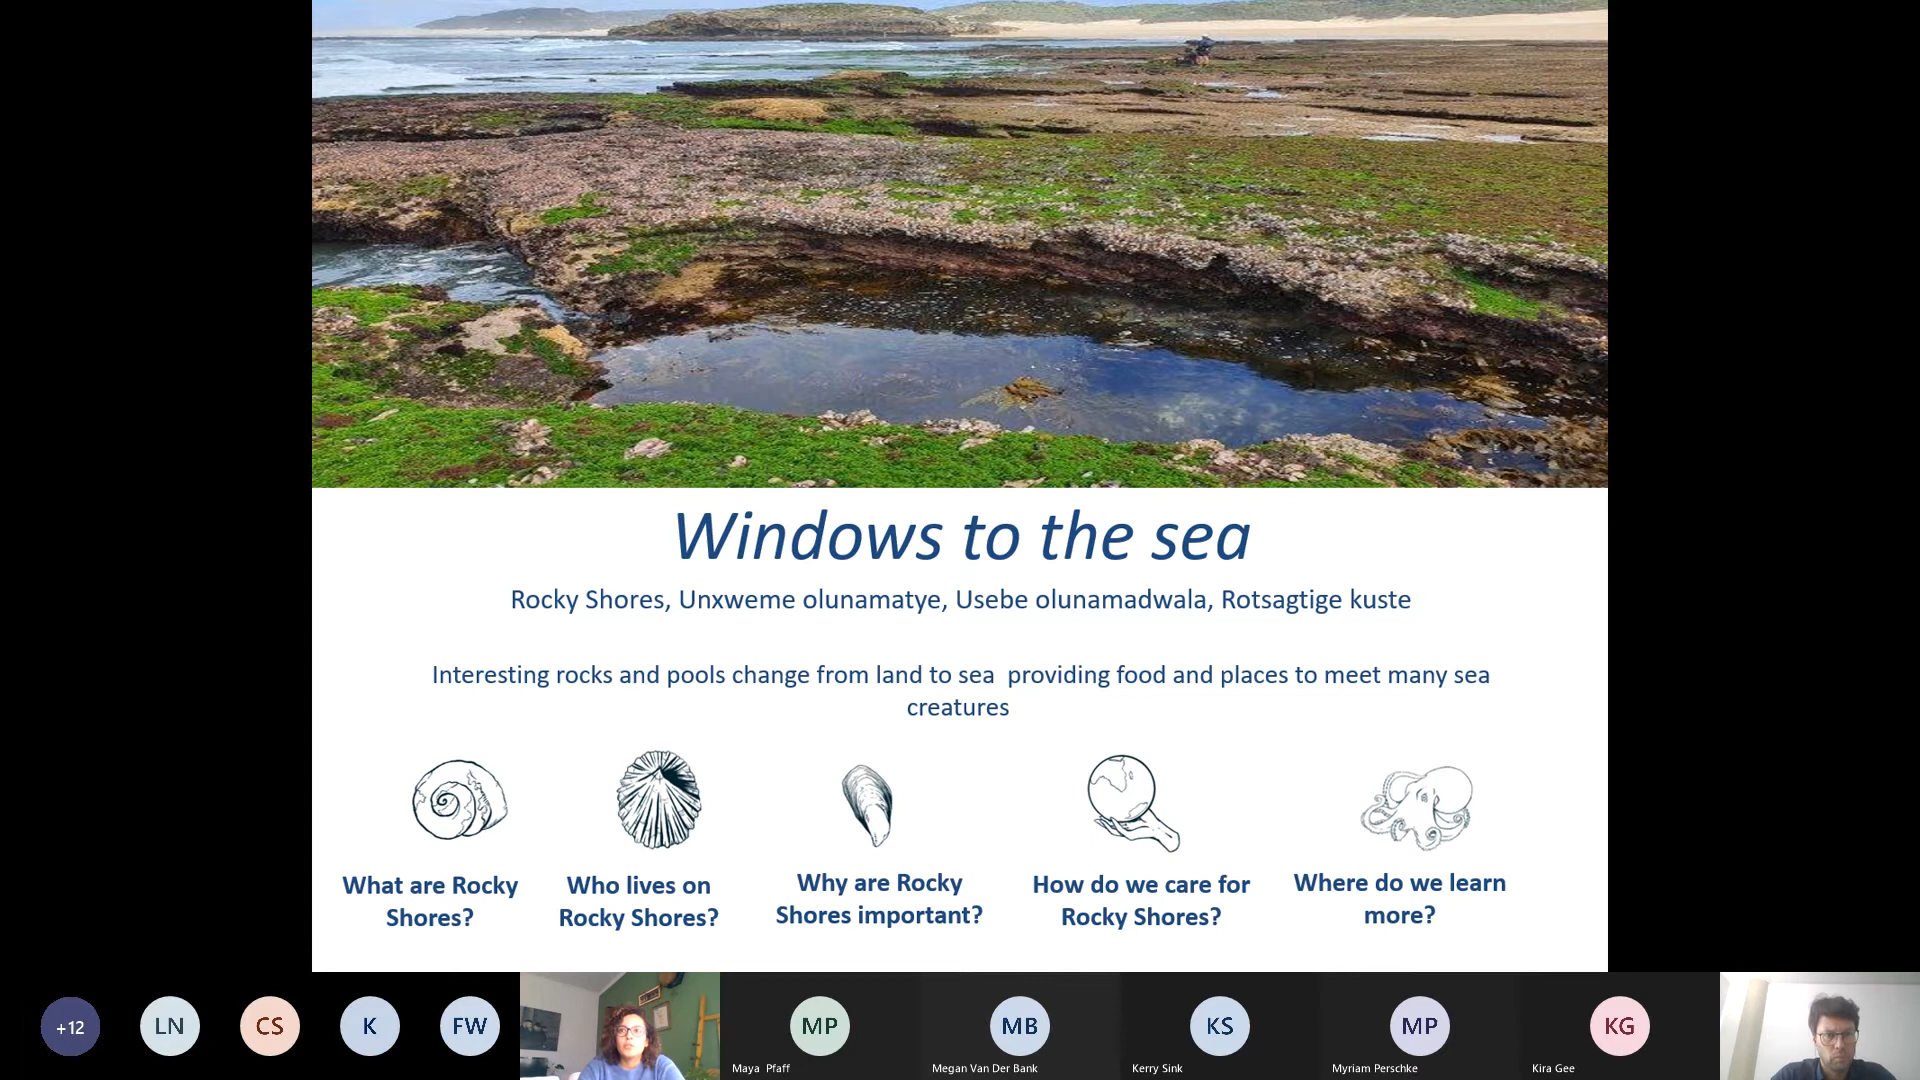 Windows to the sea
Rocky Shores, Unxweme olunamatye, Usebe olunamadwala, Rotsagtige kuste
Interesting rocks and pools change from land to sea  providing food and places to meet many sea
creatures
What are Rocky
Shores?
Who lives on
Rocky Shores?
Why are Rocky
Shores important?
How do we care for
Rocky Shores?
Where do we learn
more?
+12
LN
CS
K
FW
MP
Maya Pfaff
MB
Megan Van Der Bank
KS
Kerry Sink
MP
Myriam Perschke
KG
Kira Gee